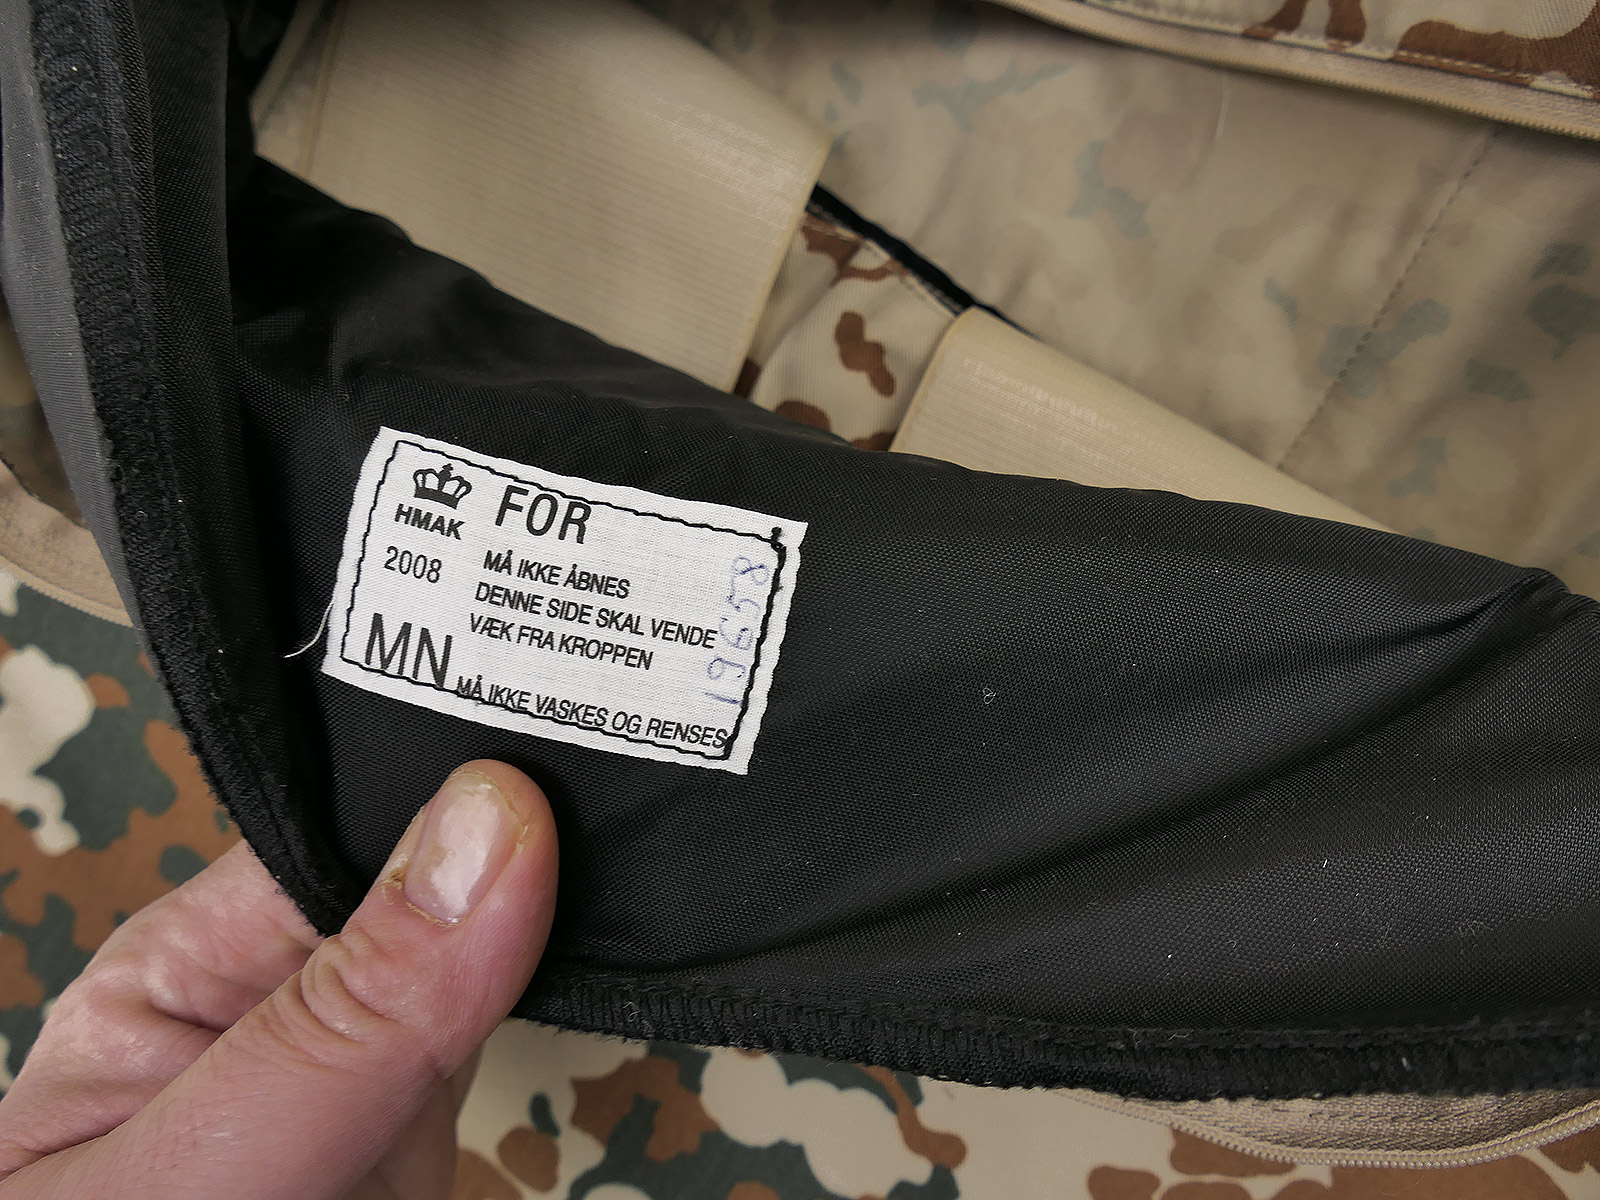 HMAK
FOR
2008
MÅ IKKE ÅBNES
DENNE SIDE SKAL VENDE
VÆK FRA KROPPEN
MN
MÅ IKKE VASKES OG RENSES